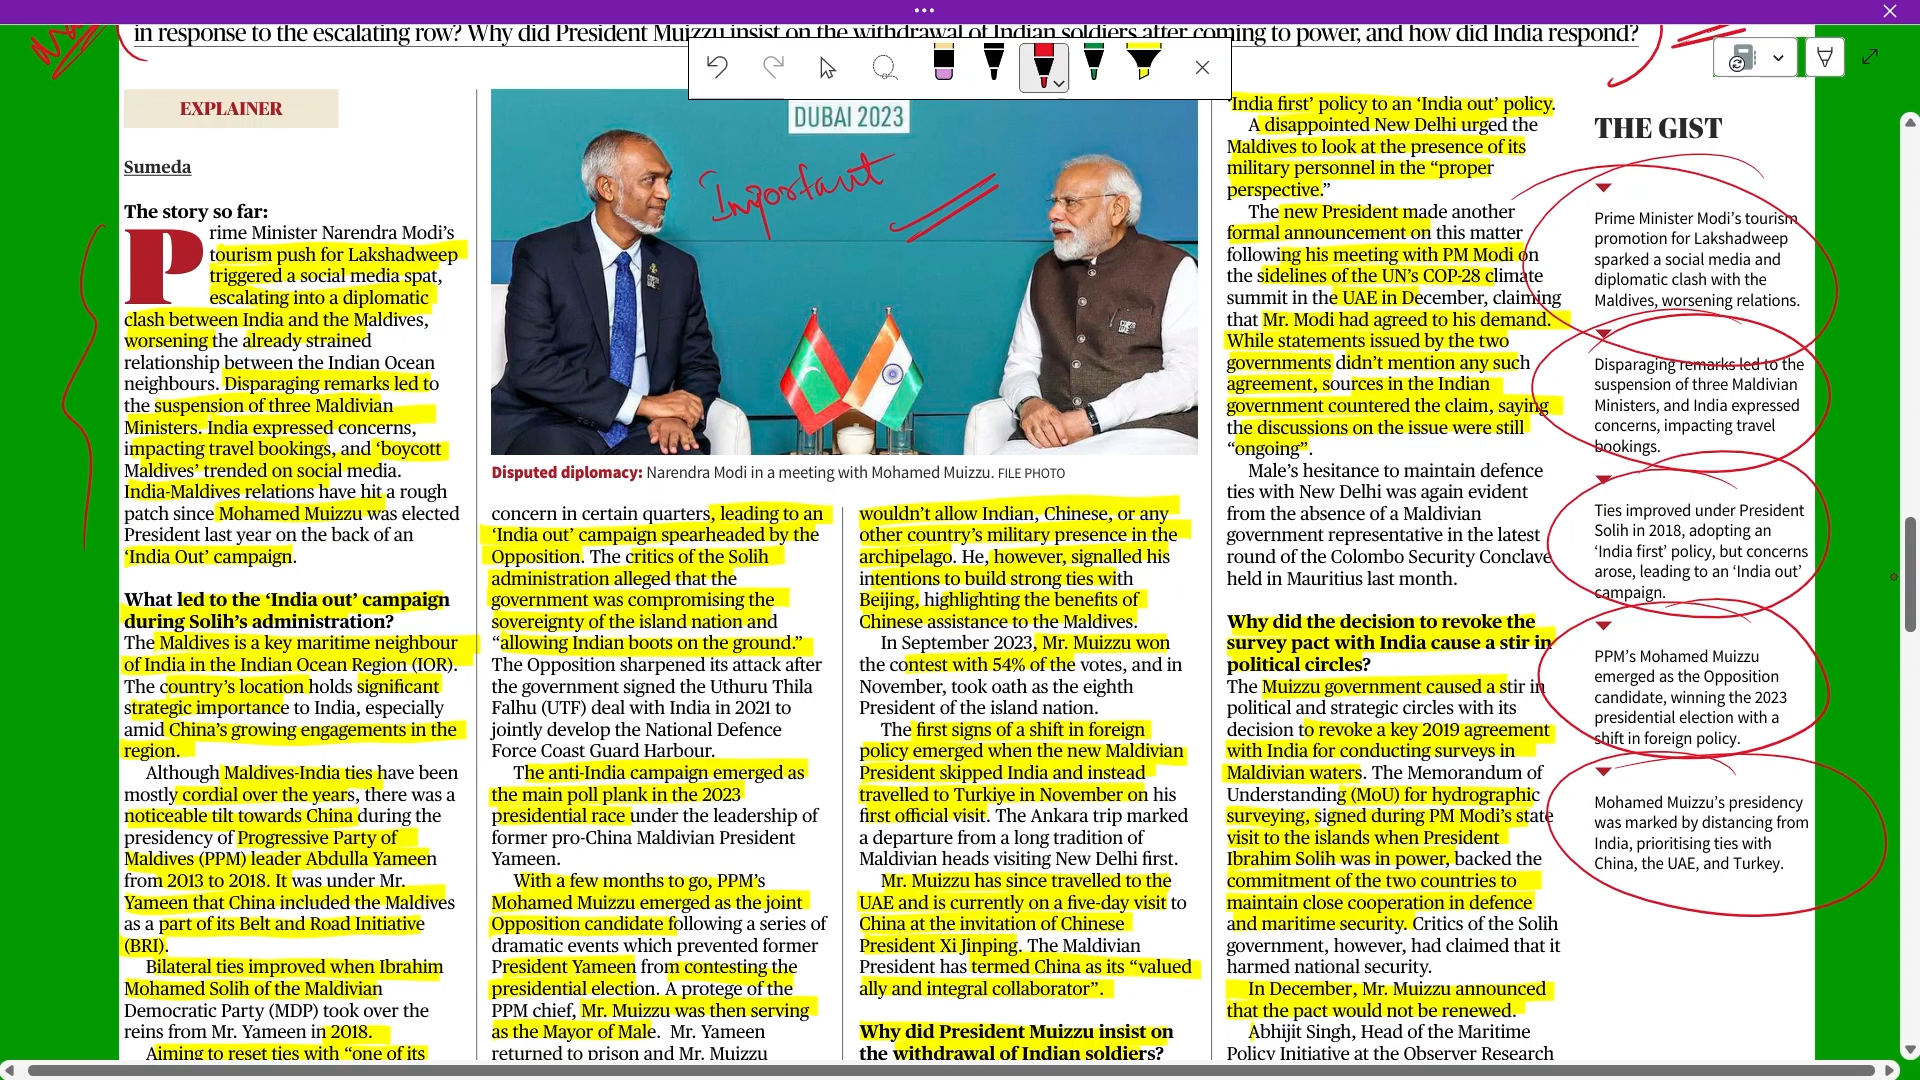 in response to the escalating row? Why did President Muizzu insist on the withdrawal of Indian soldiers after coming to power, and how did India respond?
EXPLAINER
Sumeda
The story so far:
Prime Minister Narendra Modi’s
tourism push for Lakshadweep
triggered a social media spat,
escalating into a diplomatic
clash between India and the Maldives,
worsening the already strained
relationship between the Indian Ocean
neighbours. Disparaging remarks led to
the suspension of three Maldivian
Ministers. India expressed concerns,
impacting travel bookings, and ‘boycott
Maldives’ trended on social media.
India-Maldives relations have hit a rough
patch since Mohamed Muizzu was elected
President last year on the back of an
‘India Out’ campaign.
What led to the ‘India out’ campaign
during Solih’s administration?
The Maldives is a key maritime neighbour
of India in the Indian Ocean Region (IOR).
The country’s location holds significant
strategic importance to India, especially
amid China’s growing engagements in the
region.
Although Maldives-India ties have been
mostly cordial over the years, there was a
noticeable tilt towards China during the
presidency of Progressive Party of
Maldives (PPM) leader Abdulla Yameen
from 2013 to 2018. It was under Mr.
Yameen that China included the Maldives
as a part of its Belt and Road Initiative
(BRI).
Bilateral ties improved when Ibrahim
Mohamed Solih of the Maldivian
Democratic Party (MDP) took over the
reins from Mr. Yameen in 2018.
Aiming to reset ties with “one of its
DUBAI 2023
Important
Disputed diplomacy: Narendra Modi in a meeting with Mohamed Muizzu. FILE PHOTO
concern in certain quarters, leading to an
‘India out’ campaign spearheaded by the
Opposition. The critics of the Solih
administration alleged that the
government was compromising the
sovereignty of the island nation and
“allowing Indian boots on the ground.”
The Opposition sharpened its attack after
the government signed the Uthuru Thila
Falhu (UTF) deal with India in 2021 to
jointly develop the National Defence
Force Coast Guard Harbour.
The anti-India campaign emerged as
the main poll plank in the 2023
presidential race under the leadership of
former pro-China Maldivian President
Yameen.
With a few months to go, PPM’s
Mohamed Muizzu emerged as the joint
Opposition candidate following a series of
dramatic events which prevented former
President Yameen from contesting the
presidential election. A protege of the
PPM chief, Mr. Muizzu was then serving
as the Mayor of Male. Mr. Yameen
returned to prison and Mr. Muizzu
wouldn’t allow Indian, Chinese, or any
other country’s military presence in the
archipelago. He, however, signalled his
intentions to build strong ties with
Beijing, highlighting the benefits of
Chinese assistance to the Maldives.
In September 2023, Mr. Muizzu won
the contest with 54% of the votes, and in
November, took oath as the eighth
President of the island nation.
The first signs of a shift in foreign
policy emerged when the new Maldivian
President skipped India and instead
travelled to Turkiye in November on his
first official visit. The Ankara trip marked
a departure from a long tradition of
Maldivian heads visiting New Delhi first.
Mr. Muizzu has since travelled to the
UAE and is currently on a five-day visit to
China at the invitation of Chinese
President Xi Jinping. The Maldivian
President has termed China as its “valued
ally and integral collaborator”.
Why did President Muizzu insist on
the withdrawal of Indian soldiers?
‘India first’ policy to an ‘India out’ policy.
A disappointed New Delhi urged the
Maldives to look at the presence of its
military personnel in the “proper
perspective.”
The new President made another
formal announcement on this matter
following his meeting with PM Modi on
the sidelines of the UN’s COP-28 climate
summit in the UAE in December, claiming
that Mr. Modi had agreed to his demand.
While statements issued by the two
governments didn’t mention any such
agreement, sources in the Indian
government countered the claim, saying
the discussions on the issue were still
“ongoing”.
Male’s hesitance to maintain defence
ties with New Delhi was again evident
from the absence of a Maldivian
government representative in the latest
round of the Colombo Security Conclave
held in Mauritius last month.
Why did the decision to revoke the
survey pact with India cause a stir in
political circles?
The Muizzu government caused a stir in
political and strategic circles with its
decision to revoke a key 2019 agreement
with India for conducting surveys in
Maldivian waters. The Memorandum of
Understanding (MoU) for hydrographic
surveying, signed during PM Modi’s state
visit to the islands when President
Ibrahim Solih was in power, backed the
commitment of the two countries to
maintain close cooperation in defence
and maritime security. Critics of the Solih
government, however, had claimed that it
harmed national security.
In December, Mr. Muizzu announced
that the pact would not be renewed.
Abhijit Singh, Head of the Maritime
Policy Initiative at the Observer Research
THE GIST
Prime Minister Modi’s tourism
promotion for Lakshadweep
sparked a social media and
diplomatic clash with the
Maldives, worsening relations.
Disparaging remarks led to the
suspension of three Maldivian
Ministers, and India expressed
concerns, impacting travel
bookings.
Ties improved under President
Solih in 2018, adopting an
‘India first’ policy, but concerns
arose, leading to an ‘India out’
campaign.
PPM’s Mohamed Muizzu
emerged as the Opposition
candidate, winning the 2023
presidential election with a
shift in foreign policy.
Mohamed Muizzu’s presidency
was marked by distancing from
India, prioritising ties with
China, the UAE, and Turkey.